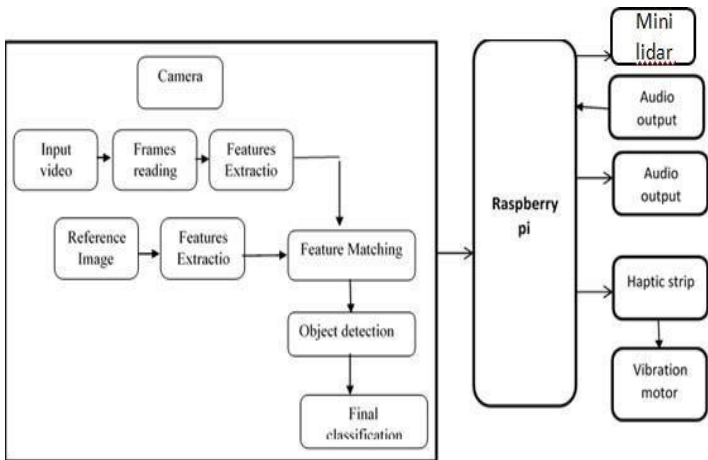 Camera
Input
video
Frames
reading
Features
Extractio
Reference
Image
Features
Extractio
Feature Matching
Object detection
Final
classification
Raspberry
pi
Mini
lidar
Audio
output
Audio
output
Haptic strip
Vibration
motor